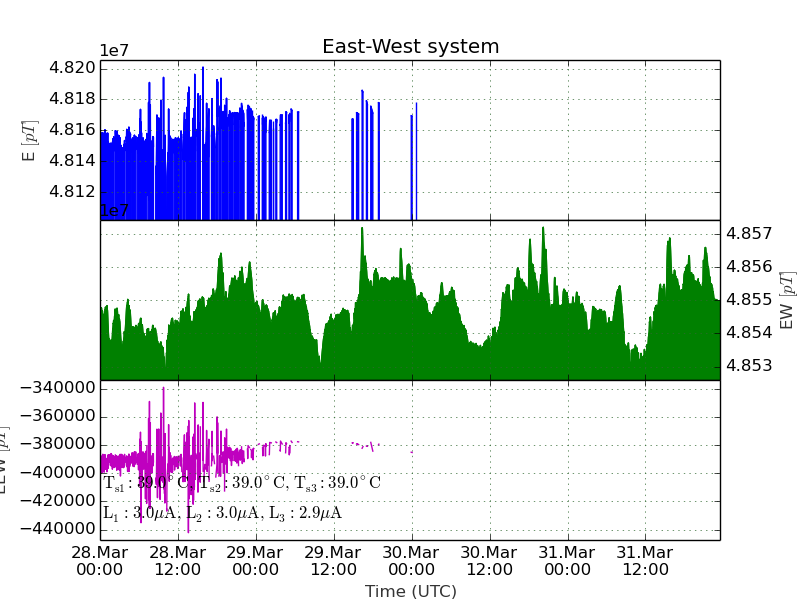 East-West system
1e7
4.820
4.818
4.816
4.814
4.812
E [pT]
1e7
4.857
4.856
4.855
4.854
4.853
EW [pT]
−340000
−360000
−380000
−400000
−420000
−440000
EEW [pT]
T_s1 : 39.0°C, T_s2 : 39.0°C, T_s3 : 39.0°C
L_1 : 3.0μA, L_2 : 3.0μA, L_3 : 2.9μA
28.Mar 28.Mar 29.Mar 29.Mar 30.Mar 30.Mar 31.Mar 31.Mar
00:00 12:00 00:00 12:00 00:00 12:00 00:00 12:00
Time (UTC)